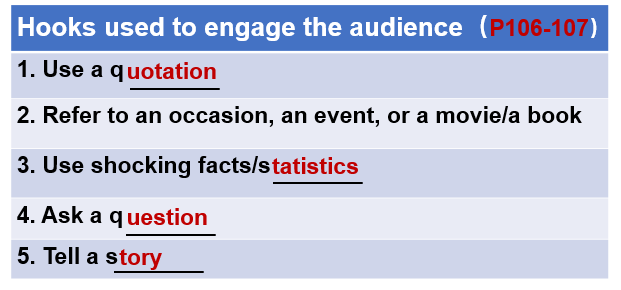 Hooks used to engage the audience（P106-107）
1. Use a quotation
2. Refer to an occasion, an event, or a movie/a book
3. Use shocking facts/statistics
4. Ask a question
5. Tell a story